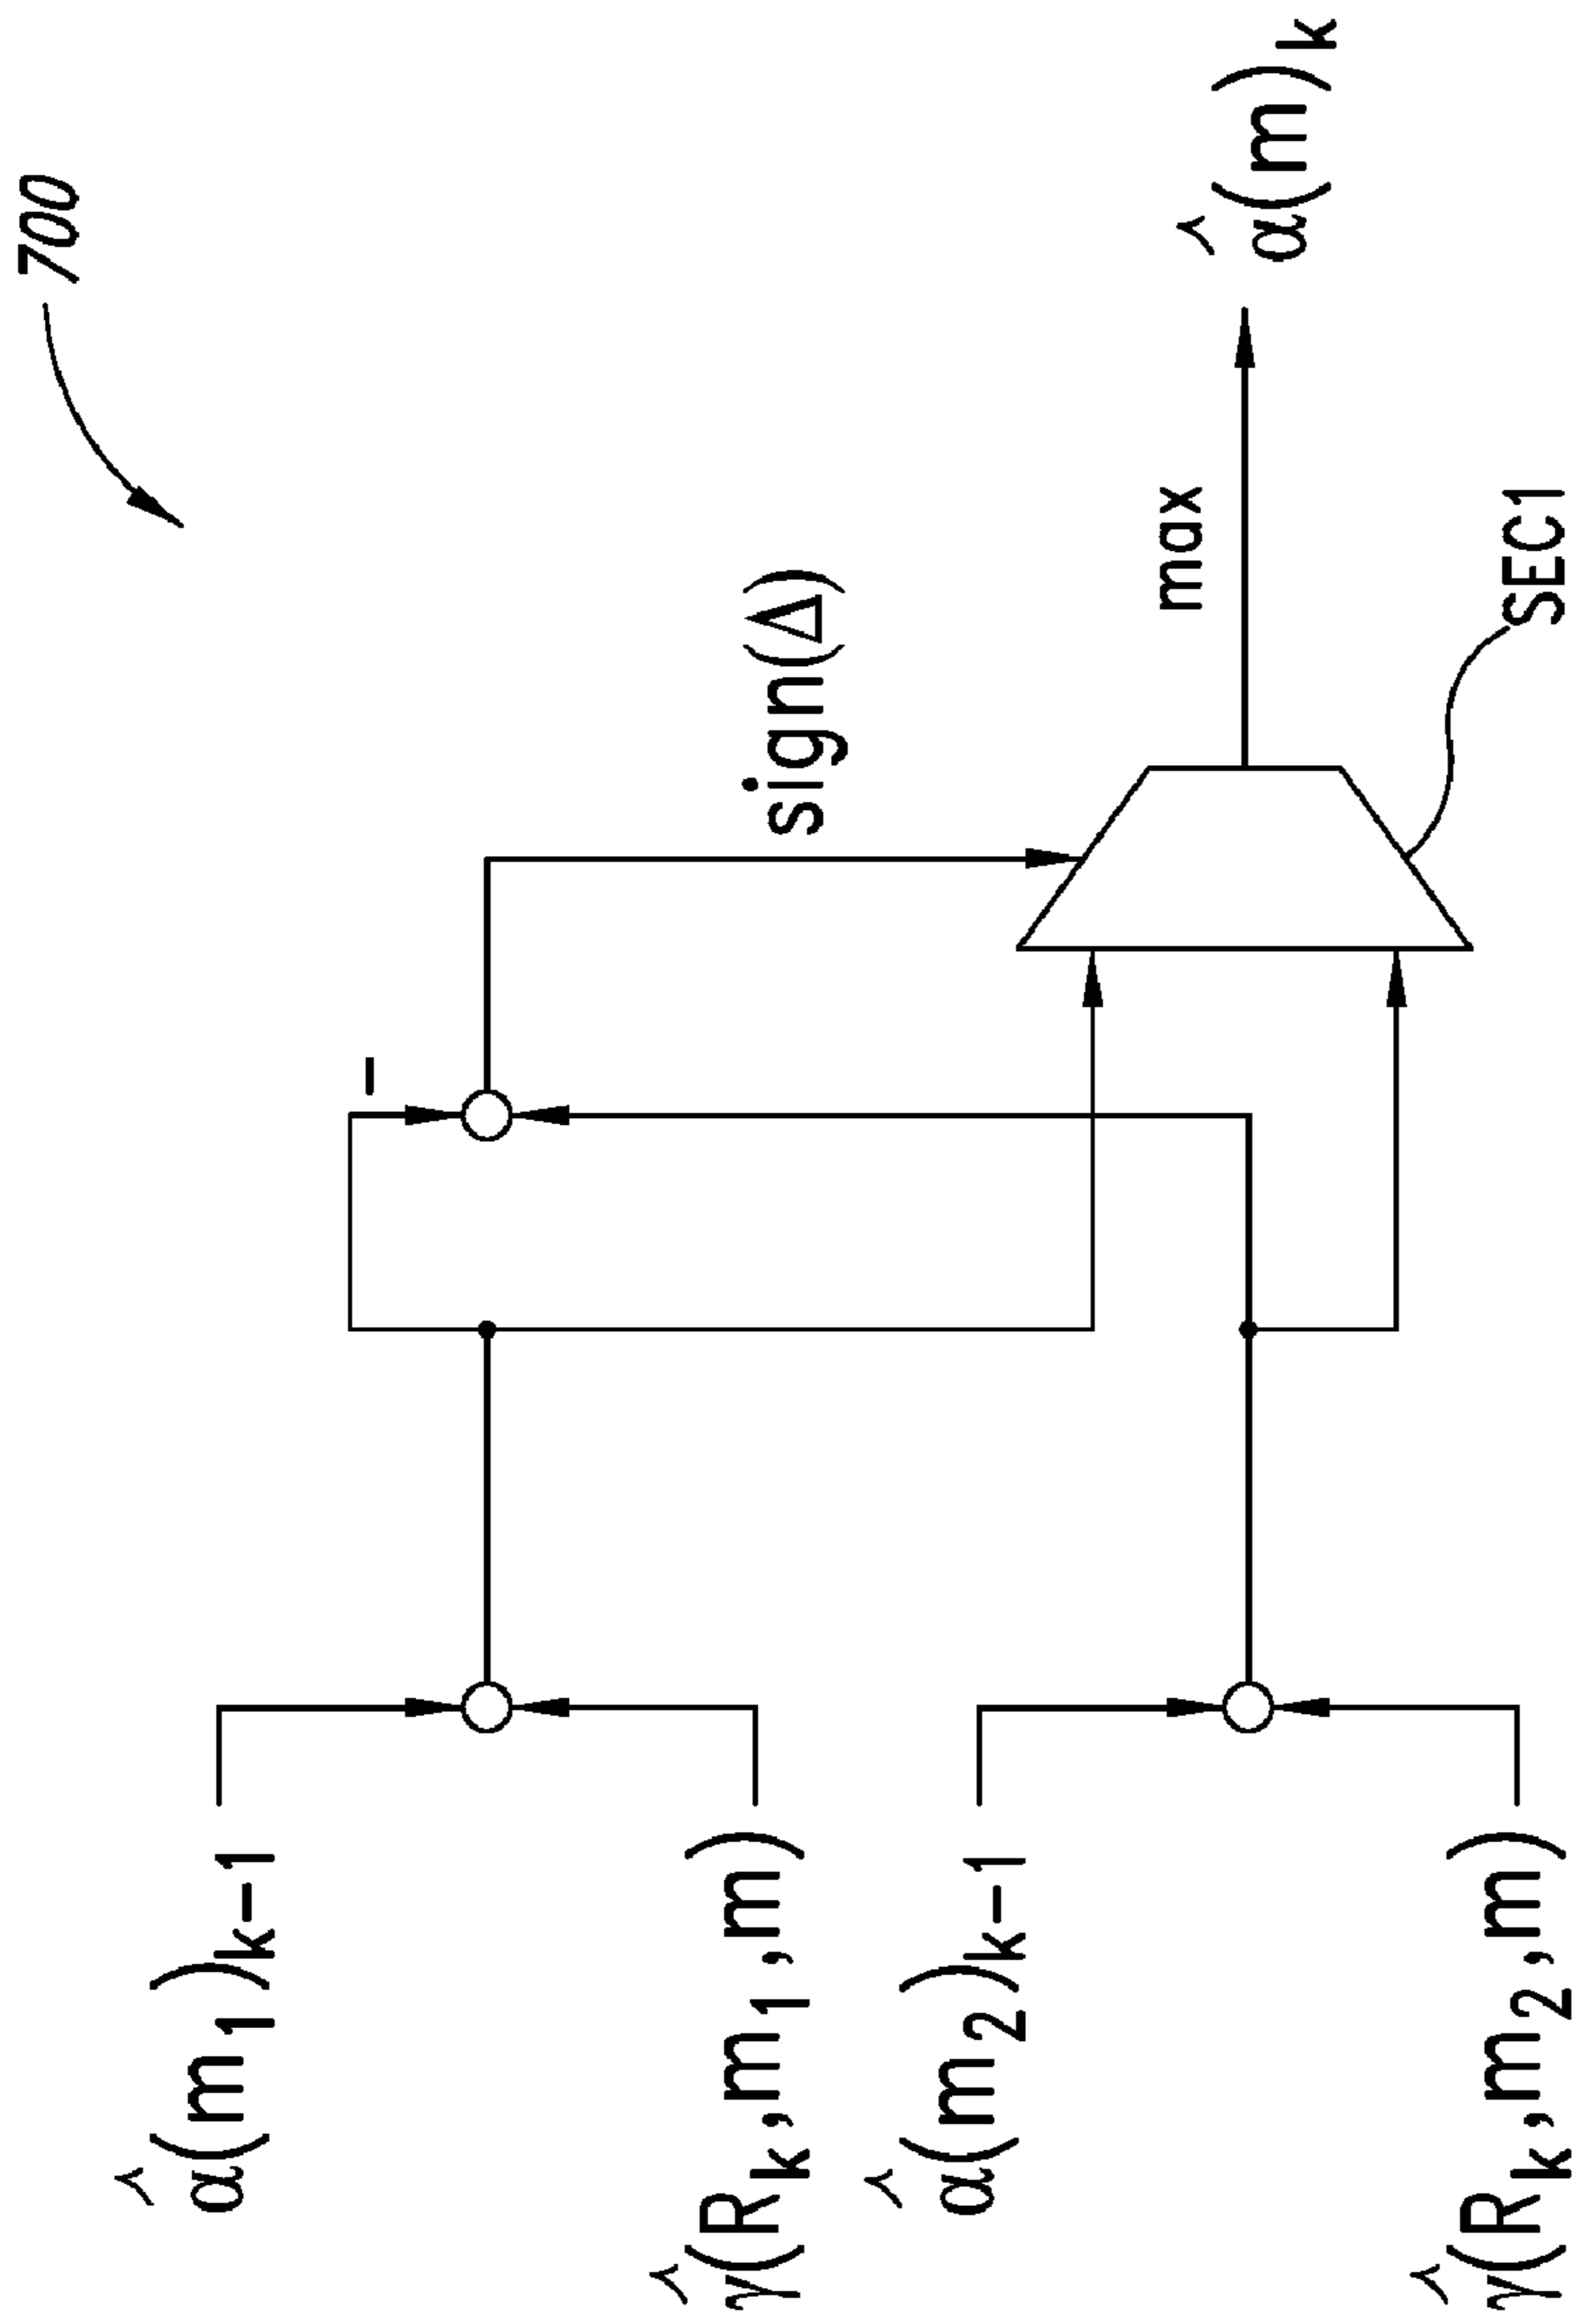 700
α̂(m₁)ₖ₋₁
γ̂(Rₖ,m₁,m)
α̂(m₂)ₖ₋₁
γ̂(Rₖ,m₂,m)
−
sign(Δ)
max
SEC1
α̂(m)ₖ